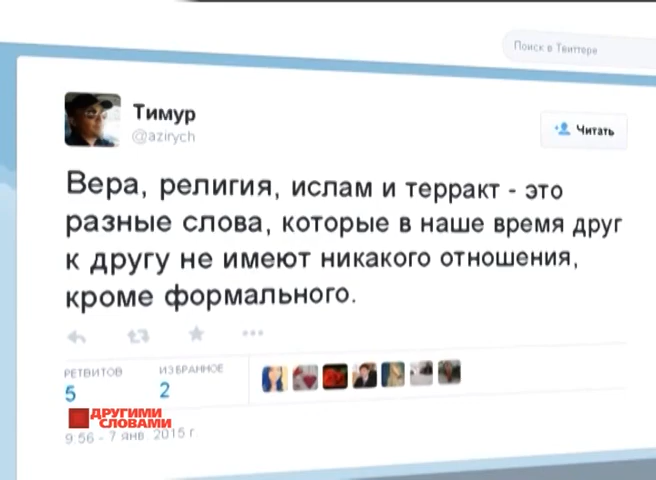 Поиск в Твиттере
Тимур
@azirych
Читать
Вера, религия, ислам и терракт - это
разные слова, которые в наше время друг
к другу не имеют никакого отношения,
кроме формального.
РЕТВИТОВ ИЗБРАННОЕ
5 2
ДРУГИМИ
СЛОВАМИ
9:56 - 7 янв. 2015 г